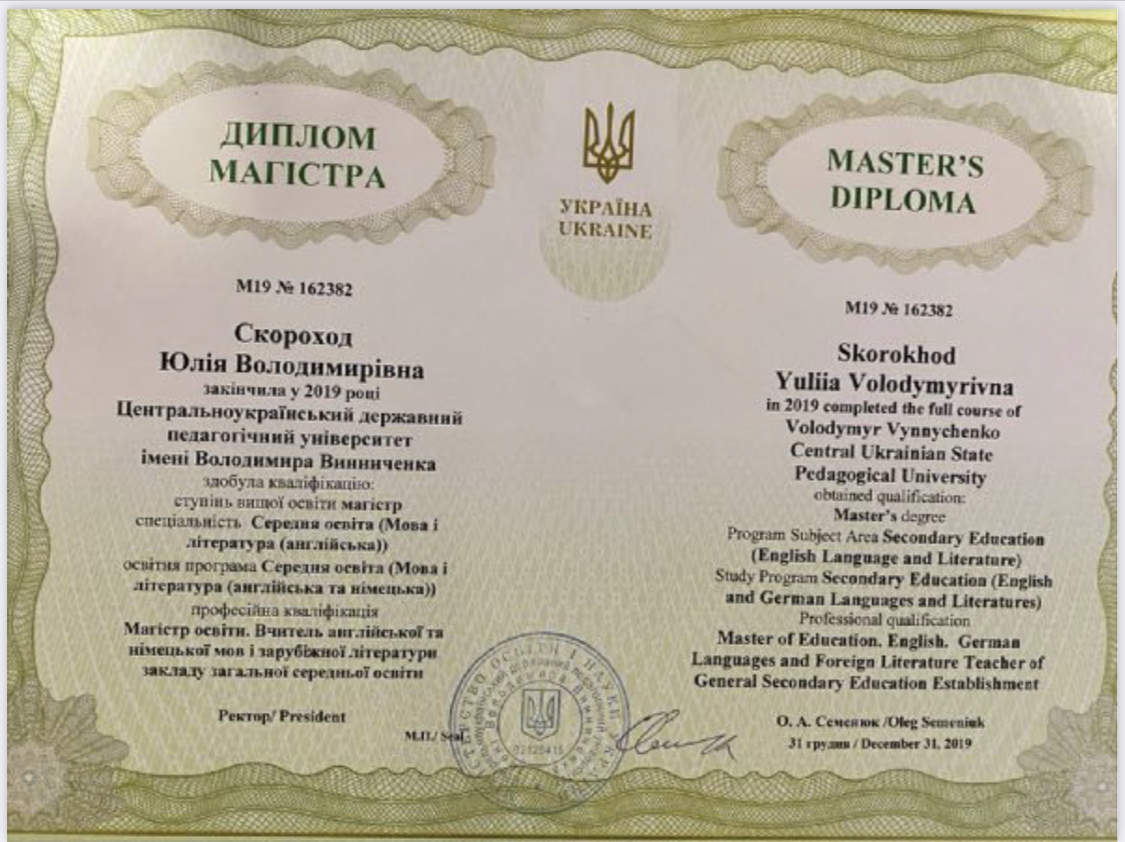 ДИПЛОМ
МАГІСТРА
УКРАЇНА
UKRAINE
MASTER'S
DIPLOMA
М19 № 162382
Скороход
Юлія Володимирівна
закінчила у 2019 році
Центральноукраїнський державний
педагогічний університет
імені Володимира Винниченка
здобула кваліфікацію:
ступінь вищої освіти магістр
спеціальність Середня освіта (Мова і
література (англійська))
освітня програма Середня освіта (Мова і
література (англійська та німецька))
професійна кваліфікація
Магістр освіти. Вчитель англійської та
німецької мов і зарубіжної літератури
закладу загальної середньої освіти
Ректор/ President
М.П./ Seal
М19 № 162382
Skorokhod
Yuliia Volodymyrivna
in 2019 completed the full course of
Volodymyr Vynnychenko
Central Ukrainian State
Pedagogical University
obtained qualification:
Master's degree
Program Subject Area Secondary Education
(English Language and Literature)
Study Program Secondary Education (English
and German Languages and Literatures)
Professional qualification
Master of Education. English. German
Languages and Foreign Literature Teacher of
General Secondary Education Establishment
О. А. Семенюк /Oleg Semeniuk
31 грудня / December 31, 2019
02125415